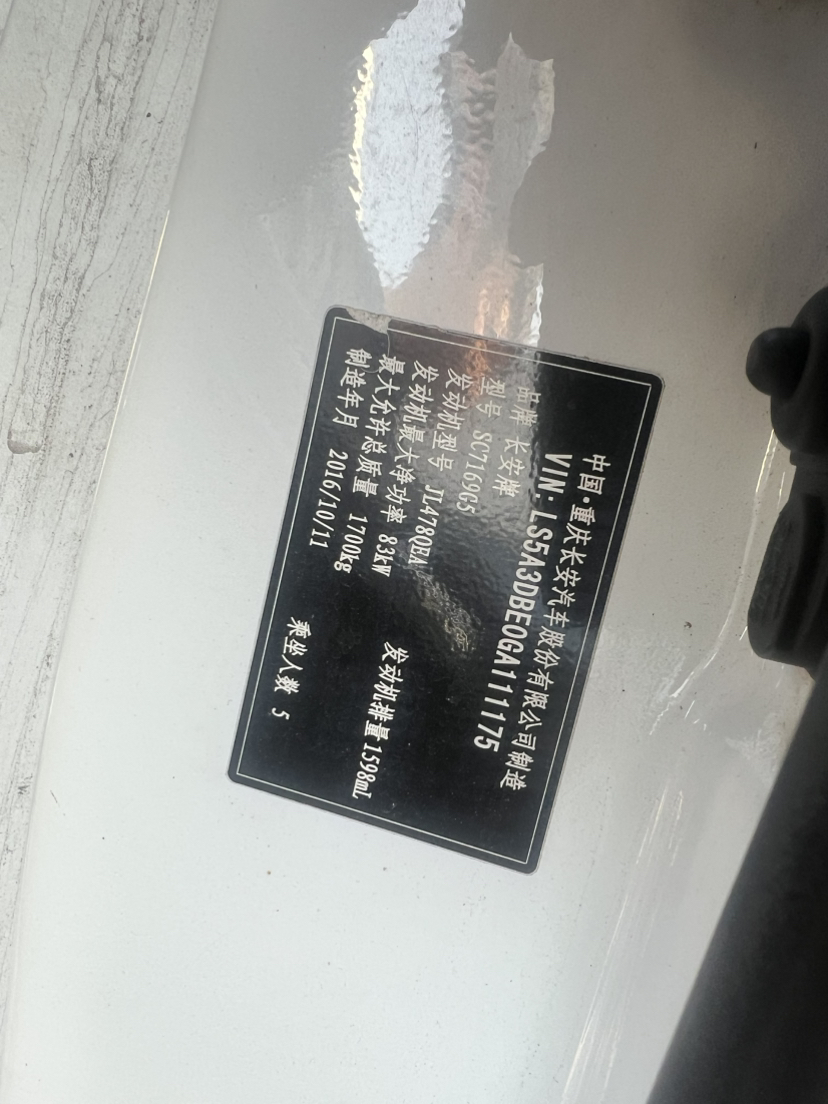 中国·重庆长安汽车股份有限公司制造
VIN: LS5A3DBE0GA111175
品牌 长安牌
型号 SC7169G5
发动机型号 JL478QEA 发动机排量 1598mL
发动机最大净功率 83kW
最大允许总质量 1700kg
制造年月 2016/10/11 乘坐人数 5